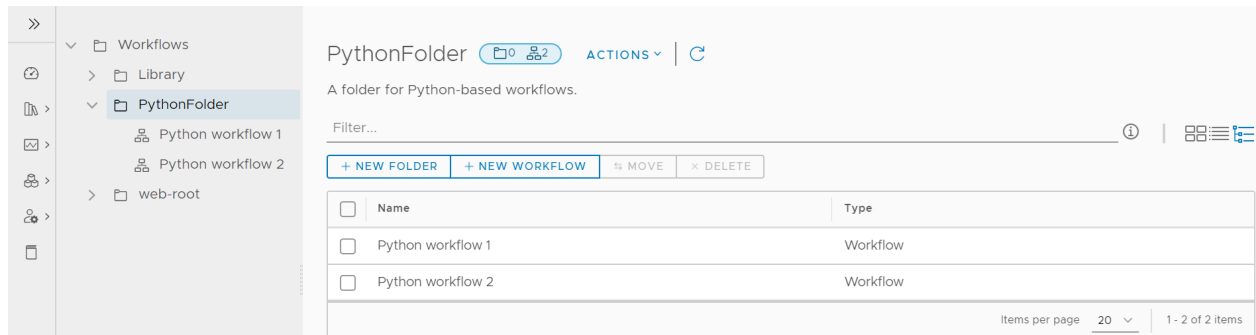 Workflows
Library
PythonFolder
Python workflow 1
Python workflow 2
web-root
PythonFolder 0 2 ACTIONS
A folder for Python-based workflows.
Filter...
+ NEW FOLDER + NEW WORKFLOW MOVE × DELETE
Name Type
Python workflow 1 Workflow
Python workflow 2 Workflow
Items per page 20 1 - 2 of 2 items